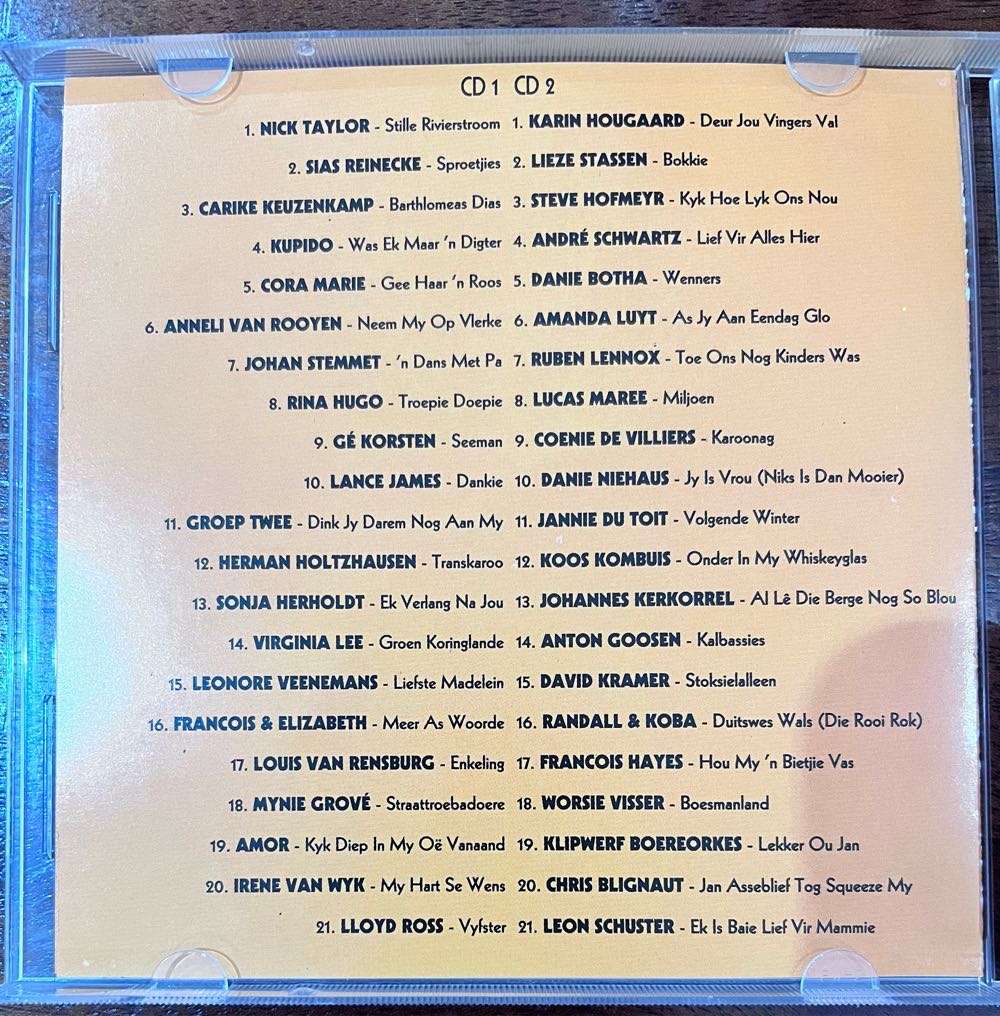 CD 1
1. NICK TAYLOR - Stille Rivierstroom
2. SIAS REINECKE - Sproetjies
3. CARIKE KEUZENKAMP - Barthlomeas Dias
4. KUPIDO - Was Ek Maar 'n Digter
5. CORA MARIE - Gee Haar 'n Roos
6. ANNELI VAN ROOYEN - Neem My Op Vlerke
7. JOHAN STEMMET - 'n Dans Met Pa
8. RINA HUGO - Troepie Doepie
9. GÉ KORSTEN - Seeman
10. LANCE JAMES - Dankie
11. GROEP TWEE - Dink Jy Darem Nog Aan My
12. HERMAN HOLTZHAUSEN - Transkaroo
13. SONJA HERHOLDT - Ek Verlang Na Jou
14. VIRGINIA LEE - Groen Koringlande
15. LEONORE VEENEMANS - Liefste Madelein
16. FRANCOIS & ELIZABETH - Meer As Woorde
17. LOUIS VAN RENSBURG - Enkeling
18. MYNIE GROVÉ - Straattroebadoere
19. AMOR - Kyk Diep In My Oë Vanaand
20. IRENE VAN WYK - My Hart Se Wens
21. LLOYD ROSS - Vyfster
CD 2
1. KARIN HOUGAARD - Deur Jou Vingers Val
2. LIEZE STASSEN - Bokkie
3. STEVE HOFMEYR - Kyk Hoe Lyk Ons Nou
4. ANDRÉ SCHWARTZ - Lief Vir Alles Hier
5. DANIE BOTHA - Wenners
6. AMANDA LUYT - As Jy Aan Eendag Glo
7. RUBEN LENNOX - Toe Ons Nog Kinders Was
8. LUCAS MAREE - Miljoen
9. COENIE DE VILLIERS - Karoonag
10. DANIE NIEHAUS - Jy Is Vrou (Niks Is Dan Mooier)
11. JANNIE DU TOIT - Volgende Winter
12. KOOS KOMBUIS - Onder In My Whiskeyglas
13. JOHANNES KERKORREL - Al Lê Die Berge Nog So Blou
14. ANTON GOOSEN - Kalbassies
15. DAVID KRAMER - Stoksielalleen
16. RANDALL & KOBA - Duitswes Wals (Die Rooi Rok)
17. FRANCOIS HAYES - Hou My 'n Bietjie Vas
18. WORSIE VISSER - Boesmanland
19. KLIPWERF BOEREORKES - Lekker Ou Jan
20. CHRIS BLIGNAUT - Jan Asseblief Tog Squeeze My
21. LEON SCHUSTER - Ek Is Baie Lief Vir Mammie